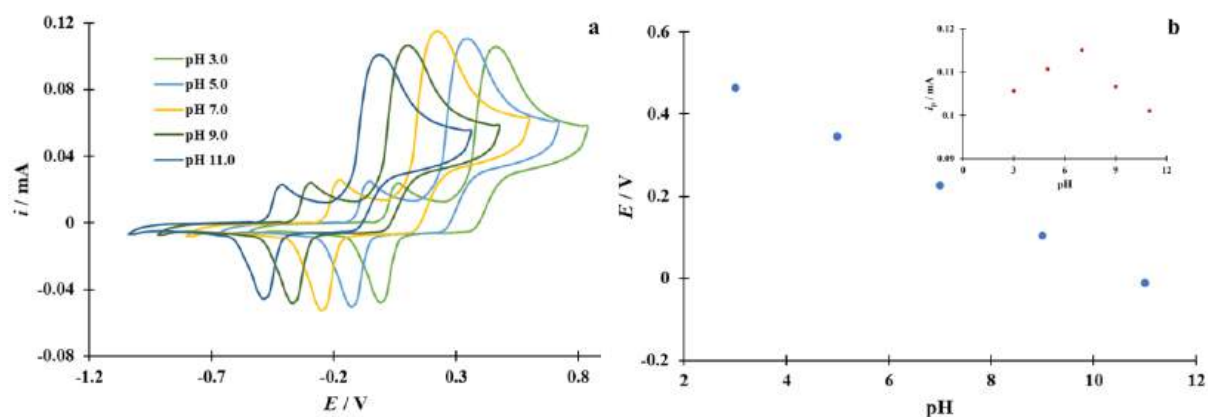 a
0.12
0.08
0.04
0
-0.04
-0.08
i / mA
pH 3.0
pH 5.0
pH 7.0
pH 9.0
pH 11.0
-1.2 -0.7 -0.2 0.3 0.8
E / V
b
0.6
0.4
0.2
0
-0.2
E / V
2 4 6 8 10 12
pH
0.12
0.11
0.1
0.09
ip / mA
0 3 6 9 12
pH